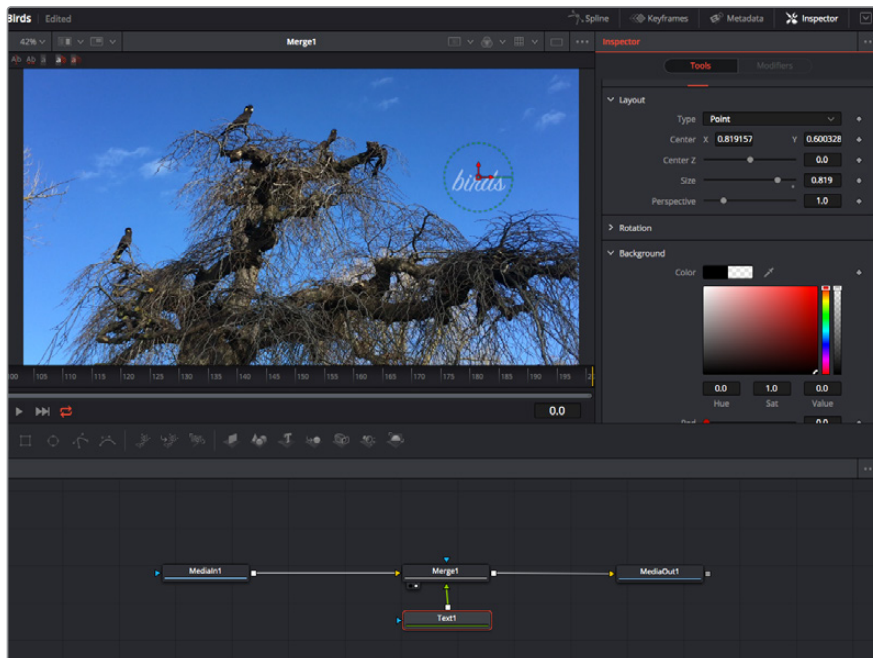 Birds Edited Spline Keyframes Metadata Inspector
42% Merge1 Inspector
Tools Modifiers
Layout
Type Point
Center X 0.819157 Y 0.600328
Center Z 0.0
Size 0.819
Perspective 1.0
Rotation
Background
Color
birds
100 105 110 115 120 125 130 135 140 145 150 155 160 165 170 175 180 185 190 195
0.0
0.0 1.0 0.0
Hue Sat Value
MediaIn1 Merge1 MediaOut1
Text1